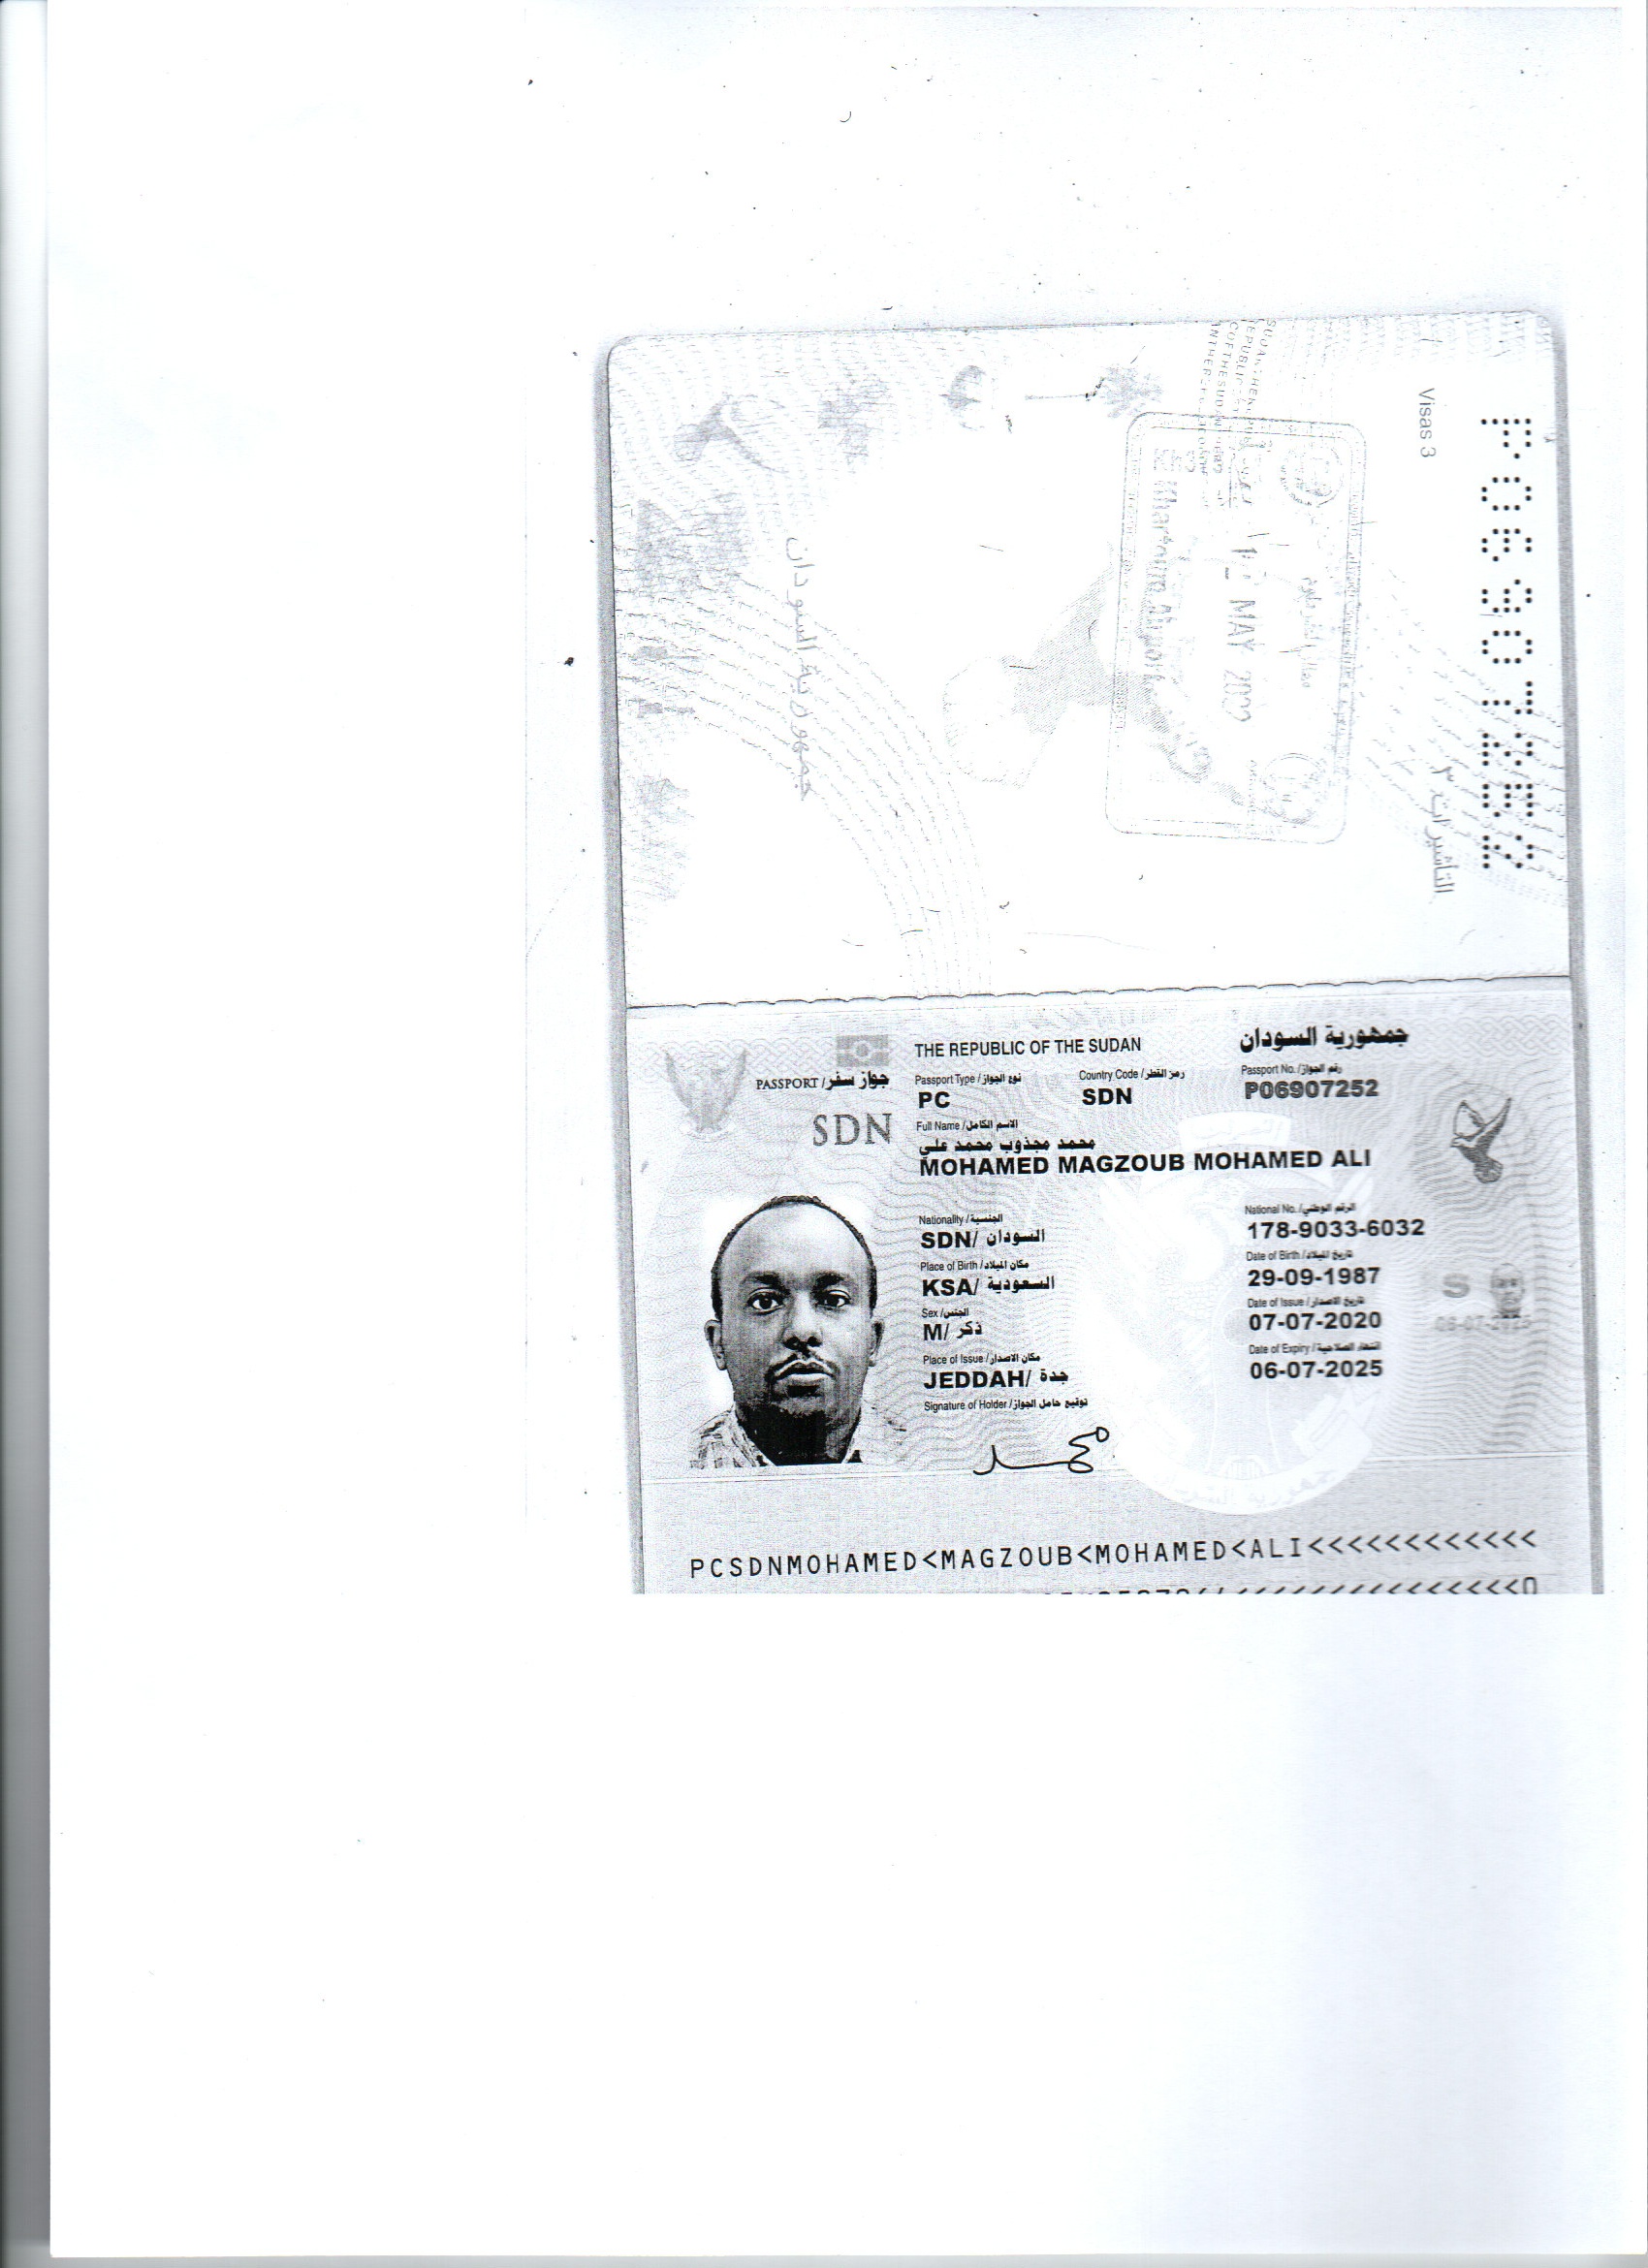 Visas 3
التأشيرات ٣
P06907252
MAY
Khartoum Airport
جمهورية السودان
THE REPUBLIC OF THE SUDAN
جمهورية السودان
PASSPORT / جواز سفر
Passport Type / نوع الجواز
Country Code / رمز القطر
Passport No. / رقم الجواز
PC
SDN
P06907252
SDN
Full Name / الاسم الكامل
محمد مجذوب محمد علي
MOHAMED MAGZOUB MOHAMED ALI
Nationality / الجنسية
SDN/ السودان
National No. / الرقم الوطني
178-9033-6032
Place of Birth / مكان الميلاد
KSA/ السعودية
Date of Birth / تاريخ الميلاد
29-09-1987
Sex / الجنس
M/ ذكر
Date of Issue / تاريخ الاصدار
07-07-2020
Place of Issue / مكان الاصدار
JEDDAH/ جدة
Date of Expiry / انتهاء الصلاحية
06-07-2025
S
06-07-2025
Signature of Holder / توقيع حامل الجواز
محمد
PCSDNMOHAMED<MAGZOUB<MOHAMED<ALI<<<<<<<<<<<<